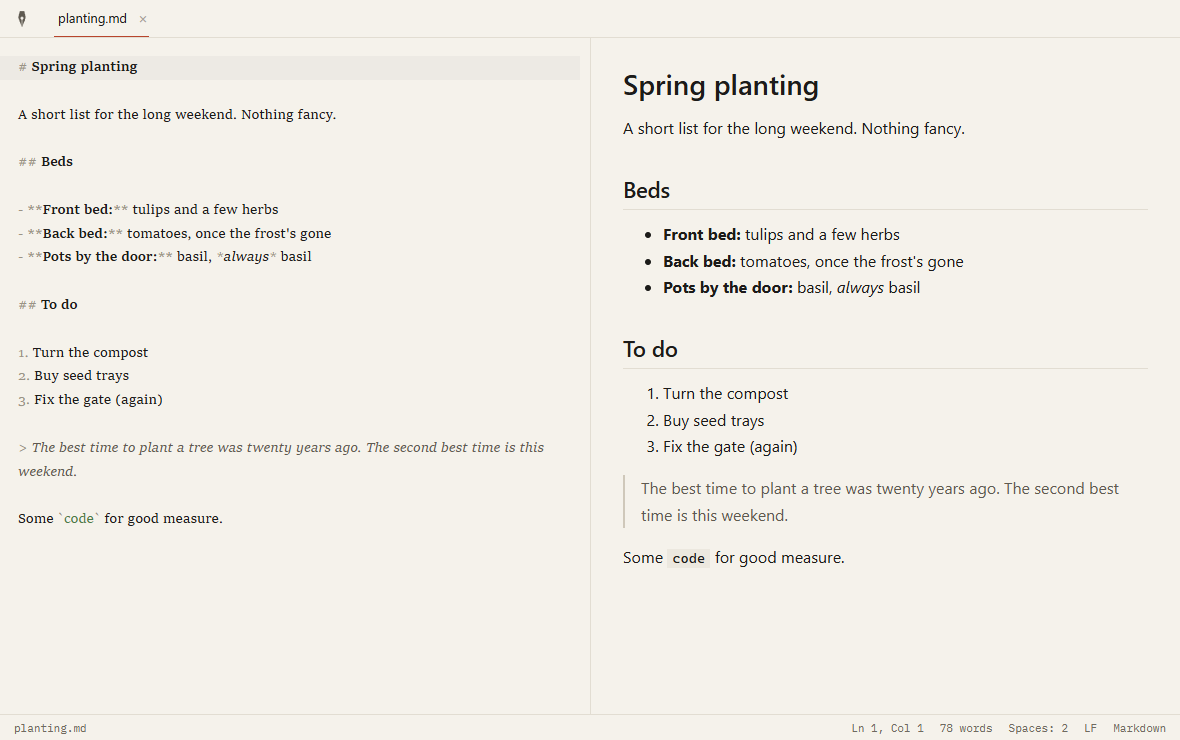 planting.md ×
# Spring planting
A short list for the long weekend. Nothing fancy.
## Beds
- **Front bed:** tulips and a few herbs
- **Back bed:** tomatoes, once the frost's gone
- **Pots by the door:** basil, *always* basil
## To do
1. Turn the compost
2. Buy seed trays
3. Fix the gate (again)
> The best time to plant a tree was twenty years ago. The second best time is this
weekend.
Some `code` for good measure.
Spring planting
A short list for the long weekend. Nothing fancy.
Beds
• Front bed: tulips and a few herbs
• Back bed: tomatoes, once the frost's gone
• Pots by the door: basil, always basil
To do
1. Turn the compost
2. Buy seed trays
3. Fix the gate (again)
The best time to plant a tree was twenty years ago. The second best
time is this weekend.
Some code for good measure.
planting.md
Ln 1, Col 1 78 words Spaces: 2 LF Markdown